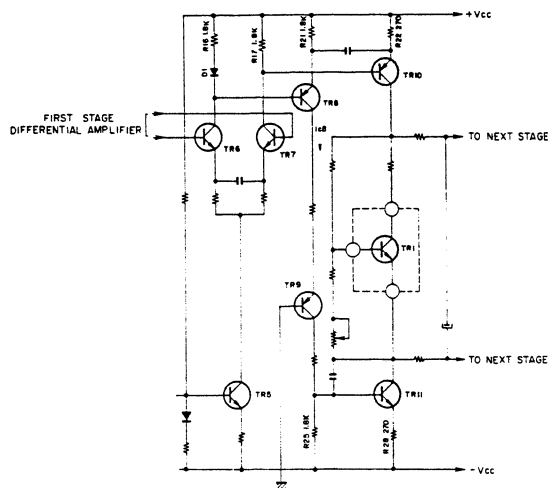 +Vcc
R16 1.8K
R17 1.8K
R21 1.8K
R22 270
D1
TR8
TR10
FIRST STAGE
DIFFERENTIAL AMPLIFIER
TR6
TR7
TO NEXT STAGE
TR1
TR9
TO NEXT STAGE
TR5
TR11
R25 1.8K
R28 270
-Vcc